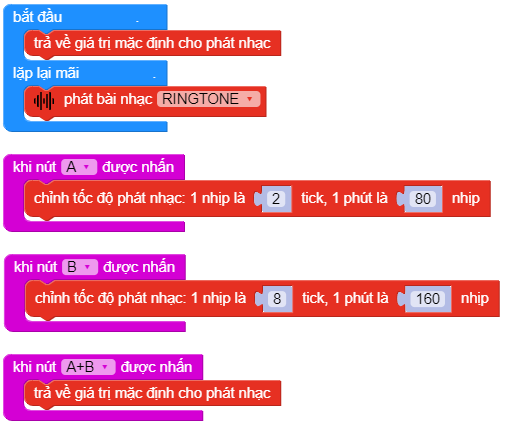 bắt đầu .
trả về giá trị mặc định cho phát nhạc
lặp lại mãi .
phát bài nhạc RINGTONE
khi nút A được nhấn
chỉnh tốc độ phát nhạc: 1 nhịp là 2 tick, 1 phút là 80 nhịp
khi nút B được nhấn
chỉnh tốc độ phát nhạc: 1 nhịp là 8 tick, 1 phút là 160 nhịp
khi nút A+B được nhấn
trả về giá trị mặc định cho phát nhạc